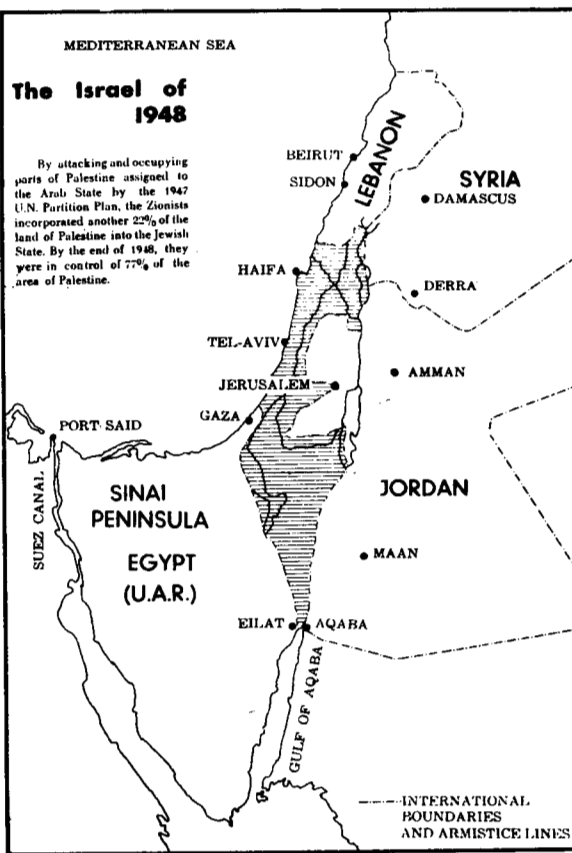 MEDITERRANEAN SEA
The Israel of
1948
By attacking and occupying
parts of Palestine assigned to
the Arab State by the 1947
U.N. Partition Plan, the Zionists
incorporated another 22% of the
land of Palestine into the Jewish
State. By the end of 1948, they
were in control of 77% of the
area of Palestine.
BEIRUT
SIDON
LEBANON
SYRIA
DAMASCUS
HAIFA
DERRA
TEL-AVIV
JERUSALEM
AMMAN
GAZA
PORT SAID
SUEZ CANAL
SINAI
PENINSULA
EGYPT
(U.A.R.)
JORDAN
MAAN
EILAT
AQABA
GULF OF AQABA
INTERNATIONAL
BOUNDARIES
AND ARMISTICE LINES